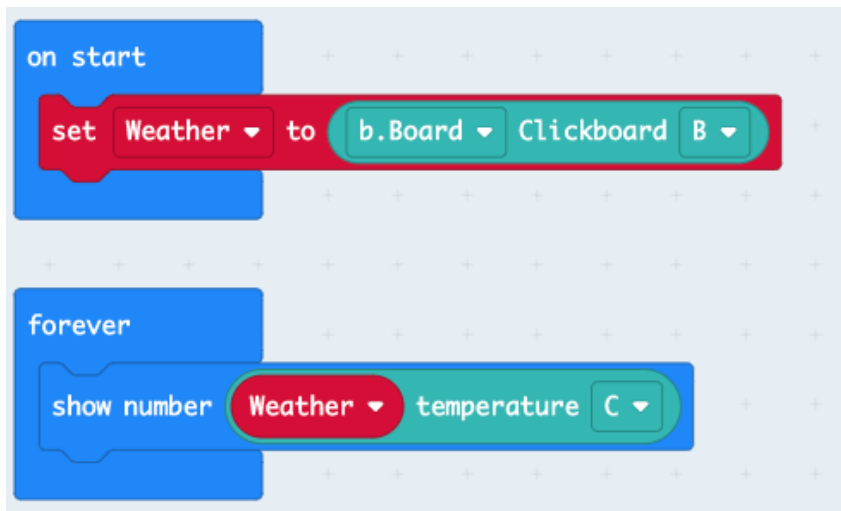 on start
set Weather to b.Board Clickboard B
forever
show number Weather temperature C